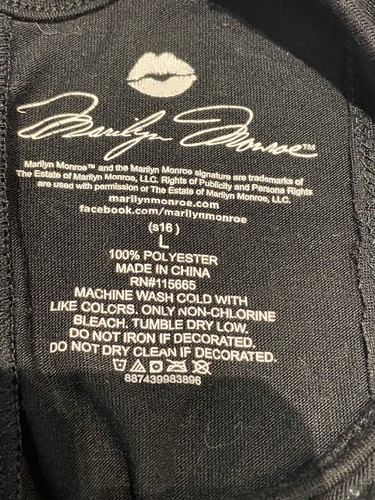 Marilyn Monroe™
Marilyn Monroe™ and the Marilyn Monroe signature are trademarks of
The Estate of Marilyn Monroe, LLC. Rights of Publicity and Persona Rights
are used with permission of The Estate of Marilyn Monroe, LLC.
marilynmonroe.com
facebook.com/marilynmonroe
(s16 )
L
100% POLYESTER
MADE IN CHINA
RN#115665
MACHINE WASH COLD WITH
LIKE COLORS. ONLY NON-CHLORINE
BLEACH. TUMBLE DRY LOW.
DO NOT IRON IF DECORATED.
DO NOT DRY CLEAN IF DECORATED.
887439983896